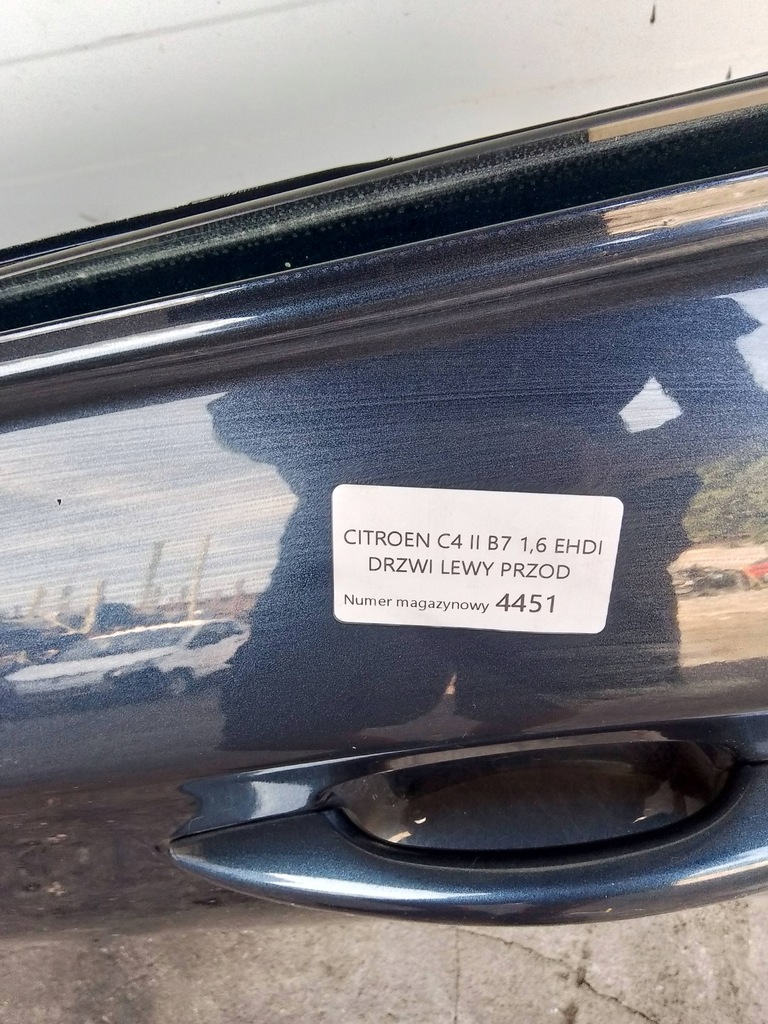 CITROEN C4 II B7 1,6 EHDI
DRZWI LEWY PRZOD
Numer magazynowy 4451